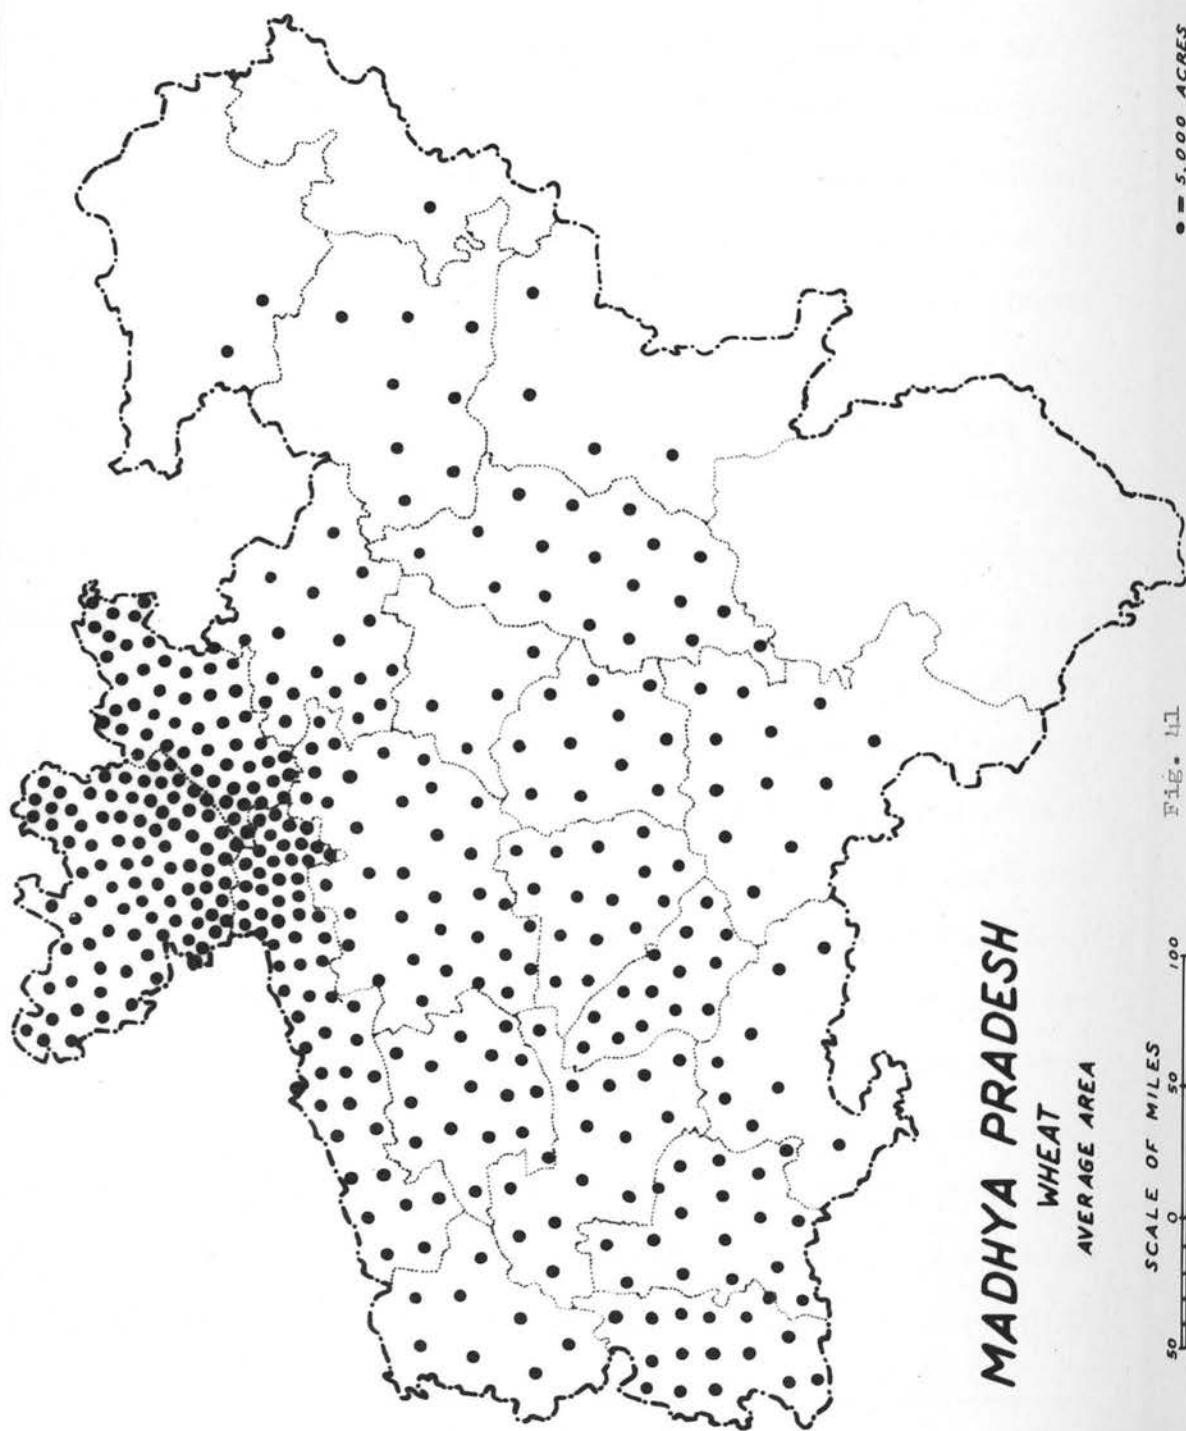 MADHYA PRADESH
WHEAT
AVERAGE AREA
SCALE OF MILES
50 0 50 100
● = 5,000 ACRES
Fig. 41